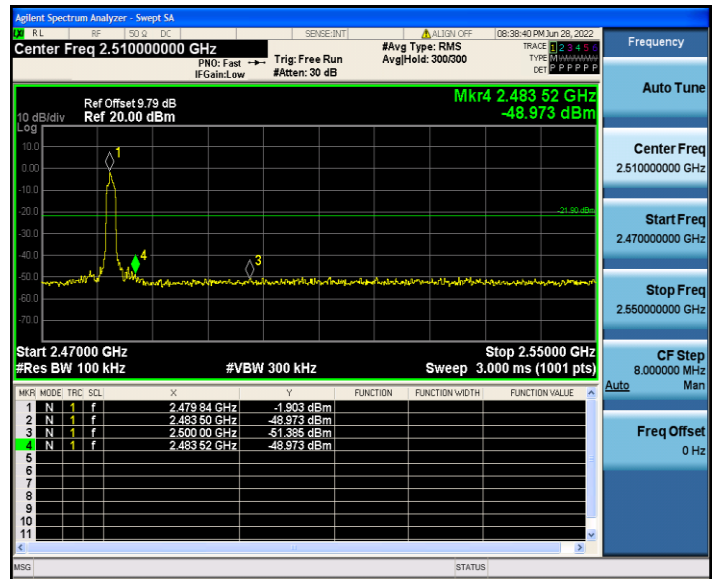 Agilent Spectrum Analyzer - Swept SA
RL RF 50 Ω DC SENSE:INT ALIGN OFF 08:38:40 PM Jun 28, 2022
Center Freq 2.510000000 GHz
PNO: Fast
IFGain:Low
Trig: Free Run
#Atten: 30 dB
#Avg Type: RMS
Avg|Hold: 300/300
TRACE 1 2 3 4 5 6
TYPE M
DET P P P P P P
Frequency
Auto Tune
Center Freq
2.510000000 GHz
Start Freq
2.470000000 GHz
Stop Freq
2.550000000 GHz
CF Step
8.000000 MHz
Auto Man
Freq Offset
0 Hz
Mkr4 2.483 52 GHz
-48.973 dBm
Ref Offset 9.79 dB
10 dB/div Ref 20.00 dBm
Log
10.0
0.00
-10.0
-20.0
-30.0
-40.0
-50.0
-60.0
-70.0
1
4
3
-21.90 dBm
Start 2.47000 GHz Stop 2.55000 GHz
#Res BW 100 kHz #VBW 300 kHz Sweep 3.000 ms (1001 pts)
MKR MODE TRC SCL X Y FUNCTION FUNCTION WIDTH FUNCTION VALUE
1 N 1 f 2.479 84 GHz -1.903 dBm
2 N 1 f 2.483 50 GHz -48.973 dBm
3 N 1 f 2.500 00 GHz -51.385 dBm
4 N 1 f 2.483 52 GHz -48.973 dBm
5
6
7
8
9
10
11
MSG STATUS